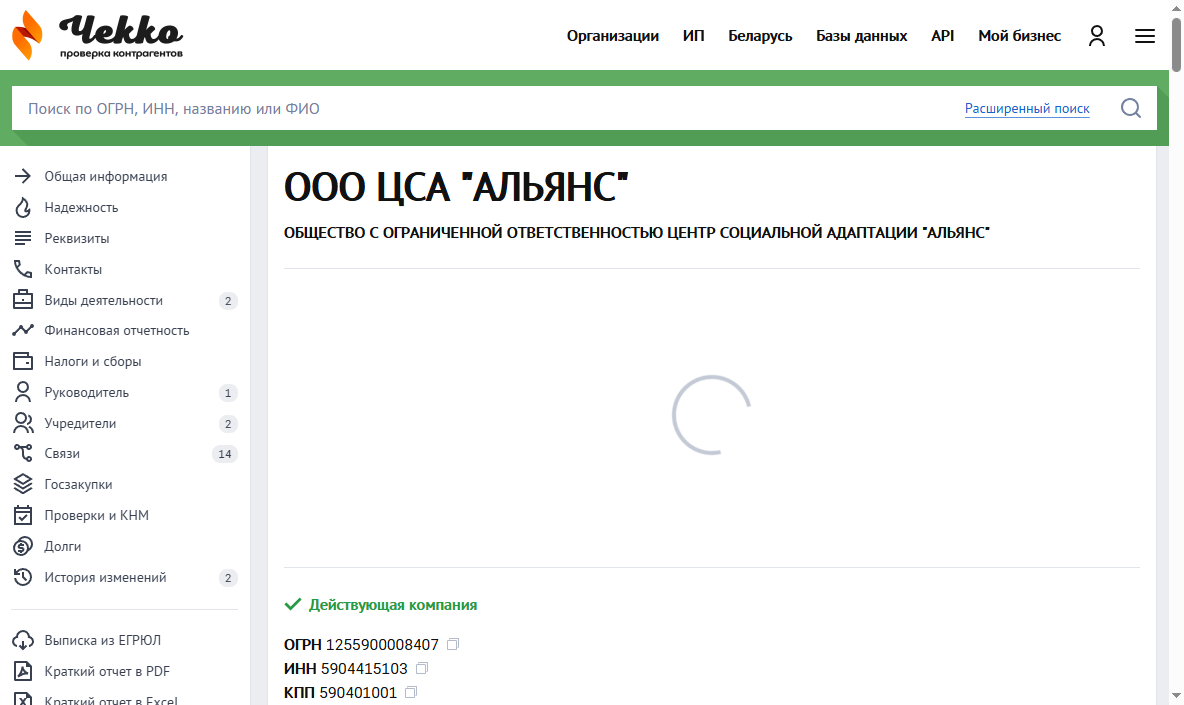 Чекко
проверка контрагентов
Организации ИП Беларусь Базы данных API Мой бизнес
Поиск по ОГРН, ИНН, названию или ФИО
Расширенный поиск
Общая информация
Надежность
Реквизиты
Контакты
Виды деятельности 2
Финансовая отчетность
Налоги и сборы
Руководитель 1
Учредители 2
Связи 14
Госзакупки
Проверки и КНМ
Долги
История изменений 2
Выписка из ЕГРЮЛ
Краткий отчет в PDF
Краткий отчет в Excel
ООО ЦСА "АЛЬЯНС"
ОБЩЕСТВО С ОГРАНИЧЕННОЙ ОТВЕТСТВЕННОСТЬЮ ЦЕНТР СОЦИАЛЬНОЙ АДАПТАЦИИ "АЛЬЯНС"
Действующая компания
ОГРН 1255900008407
ИНН 5904415103
КПП 590401001